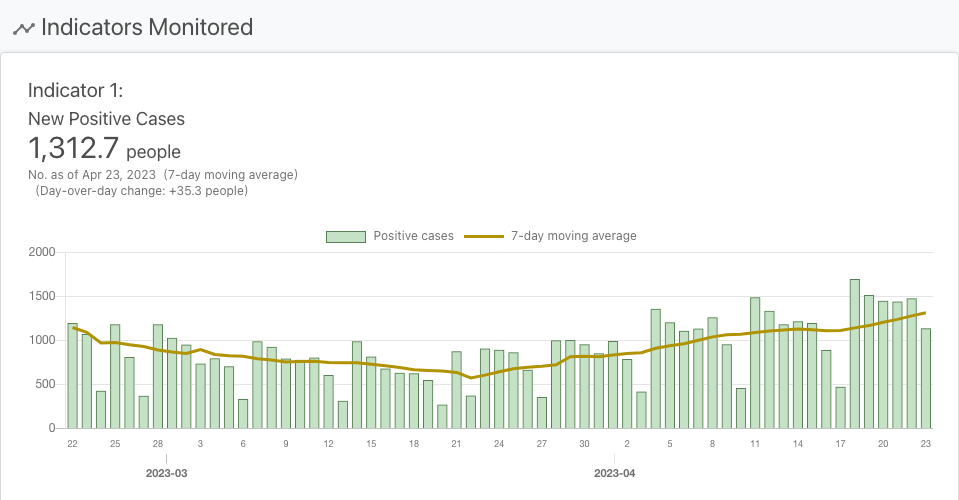 Indicators Monitored
Indicator 1:
New Positive Cases
1,312.7 people
No. as of Apr 23, 2023 (7-day moving average)
(Day-over-day change: +35.3 people)
Positive cases 7-day moving average
2000
1500
1000
500
0
22 25 28 3 6 9 12 15 18 21 24 27 30 2 5 8 11 14 17 20 23
2023-03 2023-04